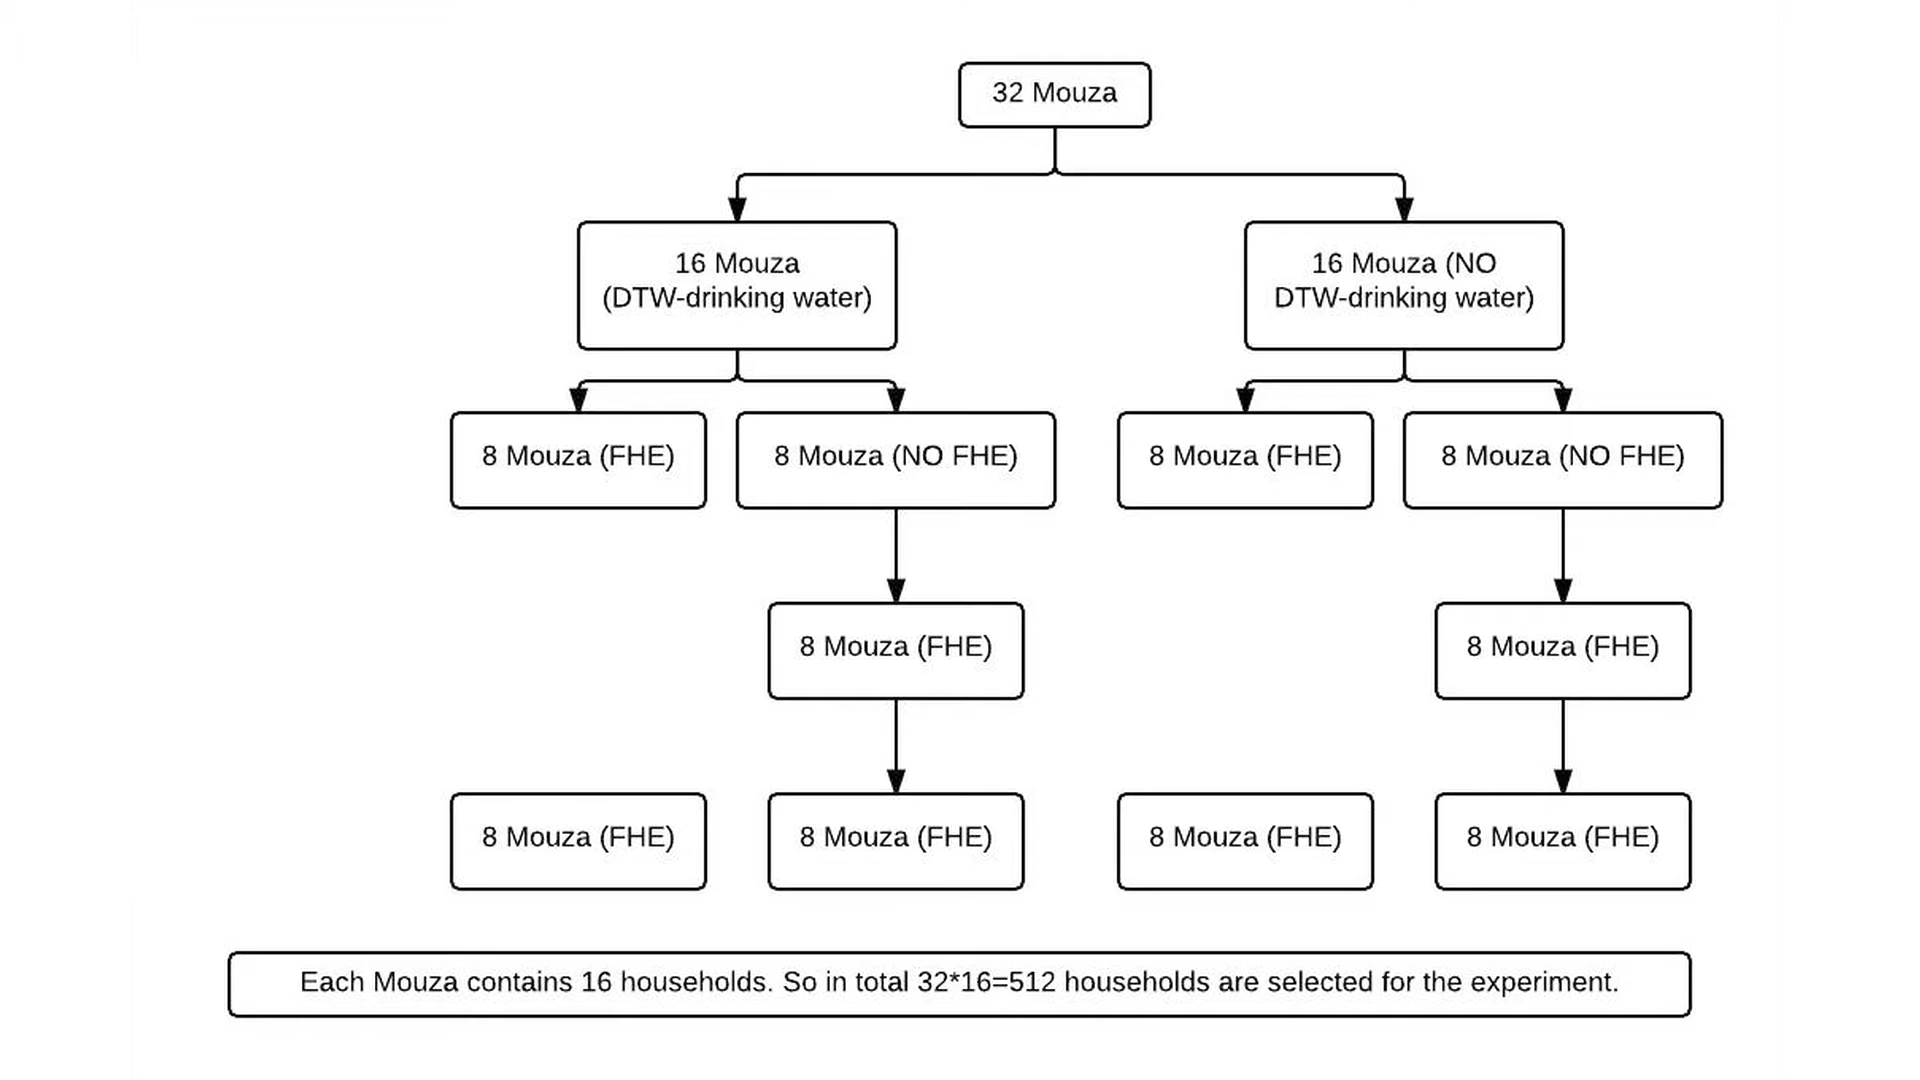 32 Mouza
16 Mouza
(DTW-drinking water)
16 Mouza (NO
DTW-drinking water)
8 Mouza (FHE)
8 Mouza (NO FHE)
8 Mouza (FHE)
8 Mouza (NO FHE)
8 Mouza (FHE)
8 Mouza (FHE)
8 Mouza (FHE)
8 Mouza (FHE)
8 Mouza (FHE)
8 Mouza (FHE)
Each Mouza contains 16 households. So in total 32*16=512 households are selected for the experiment.